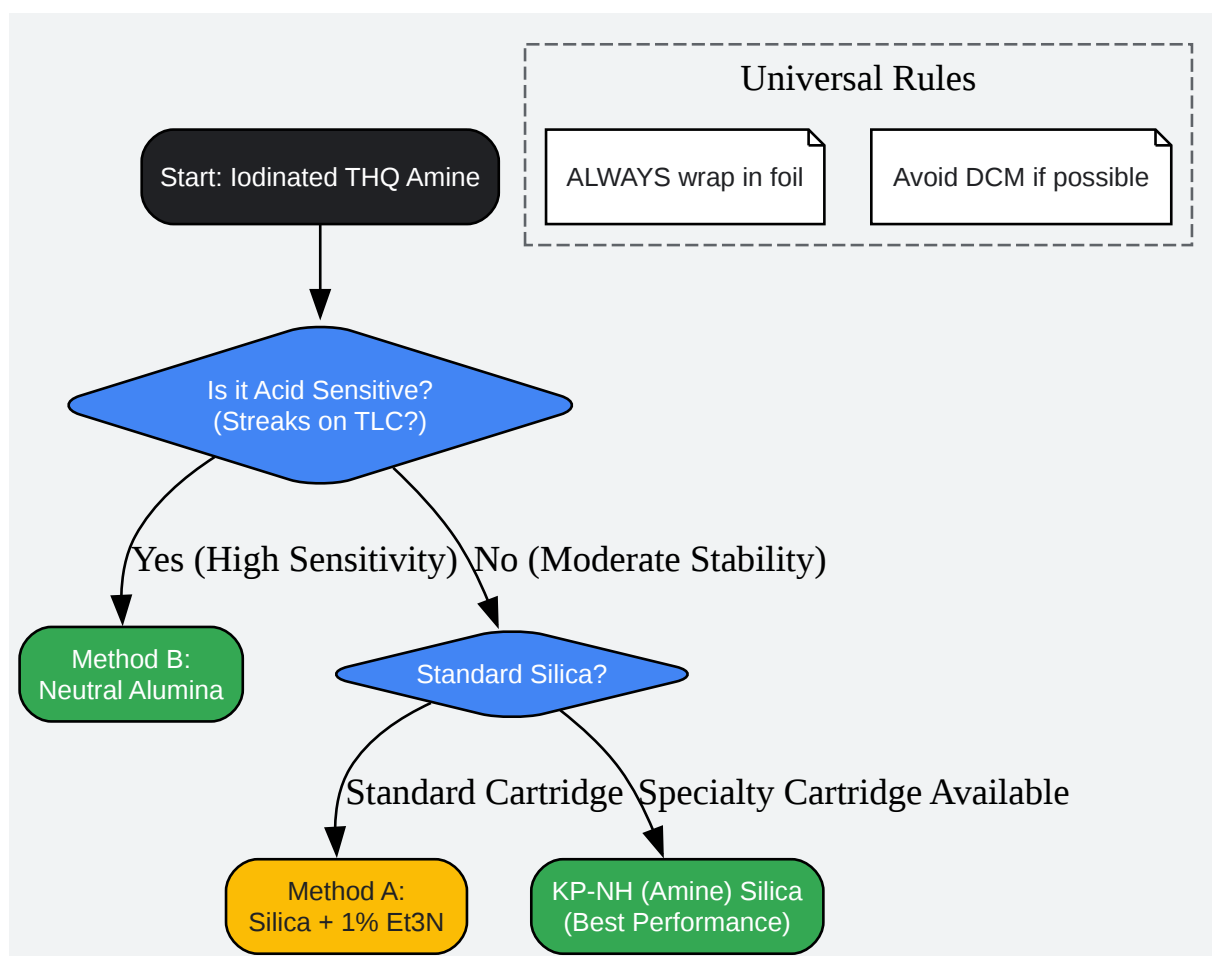 Universal Rules
Start: Iodinated THQ Amine
ALWAYS wrap in foil
Avoid DCM if possible
Is it Acid Sensitive?
(Streaks on TLC?)
Yes (High Sensitivity)
No (Moderate Stability)
Method B:
Neutral Alumina
Standard Silica?
Standard Cartridge
Specialty Cartridge Available
Method A:
Silica + 1% Et3N
KP-NH (Amine) Silica
(Best Performance)